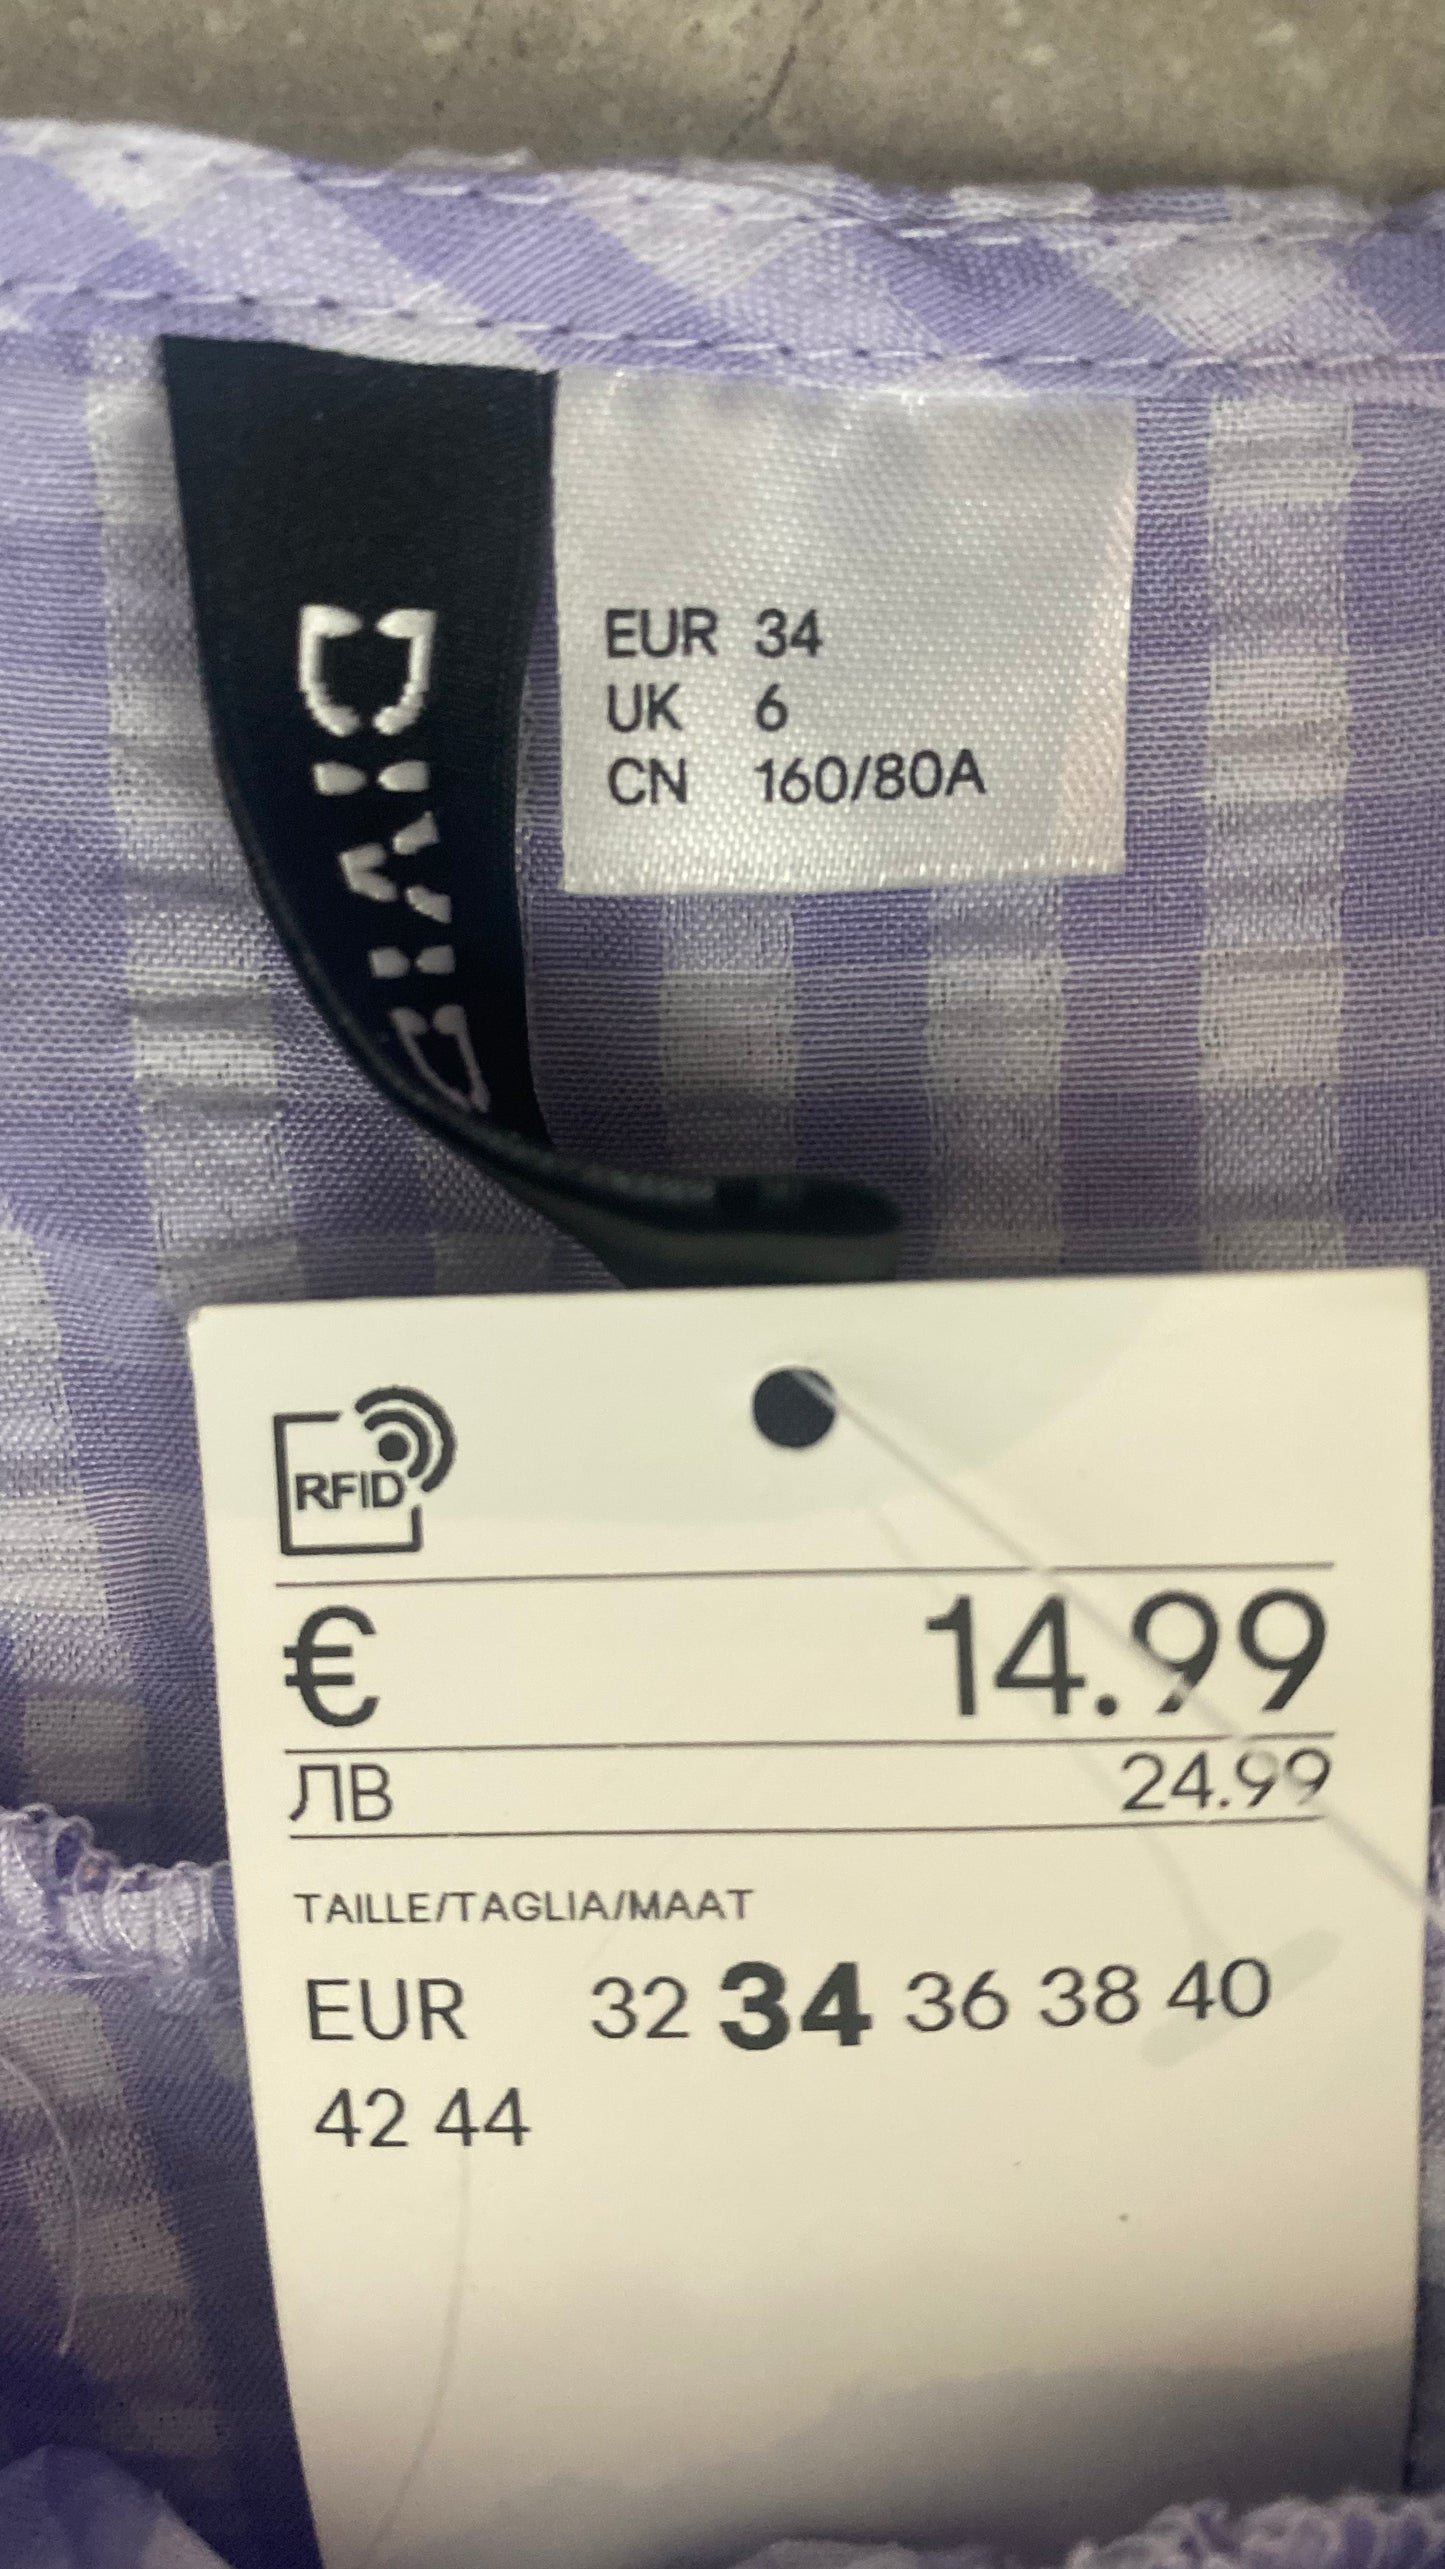 DIVID
EUR 34
UK 6
CN 160/80A
RFID
€ 14.99
ЛВ 24.99
TAILLE/TAGLIA/MAAT
EUR 32 34 36 38 40
42 44